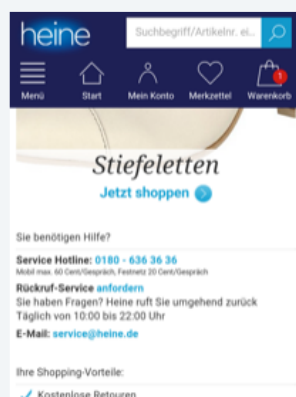 heine
Suchbegriff/Artikelnr. ei...
Menü Start Mein Konto Merkzettel Warenkorb
1
Stiefeletten
Jetzt shoppen
Sie benötigen Hilfe?
Service Hotline: 0180 - 636 36 36
Mobil max. 60 Cent/Gespräch, Festnetz 20 Cent/Gespräch
Rückruf-Service anfordern
Sie haben Fragen? Heine ruft Sie umgehend zurück
Täglich von 10:00 bis 22:00 Uhr
E-Mail: service@heine.de
Ihre Shopping-Vorteile:
Kostenlose Retouren